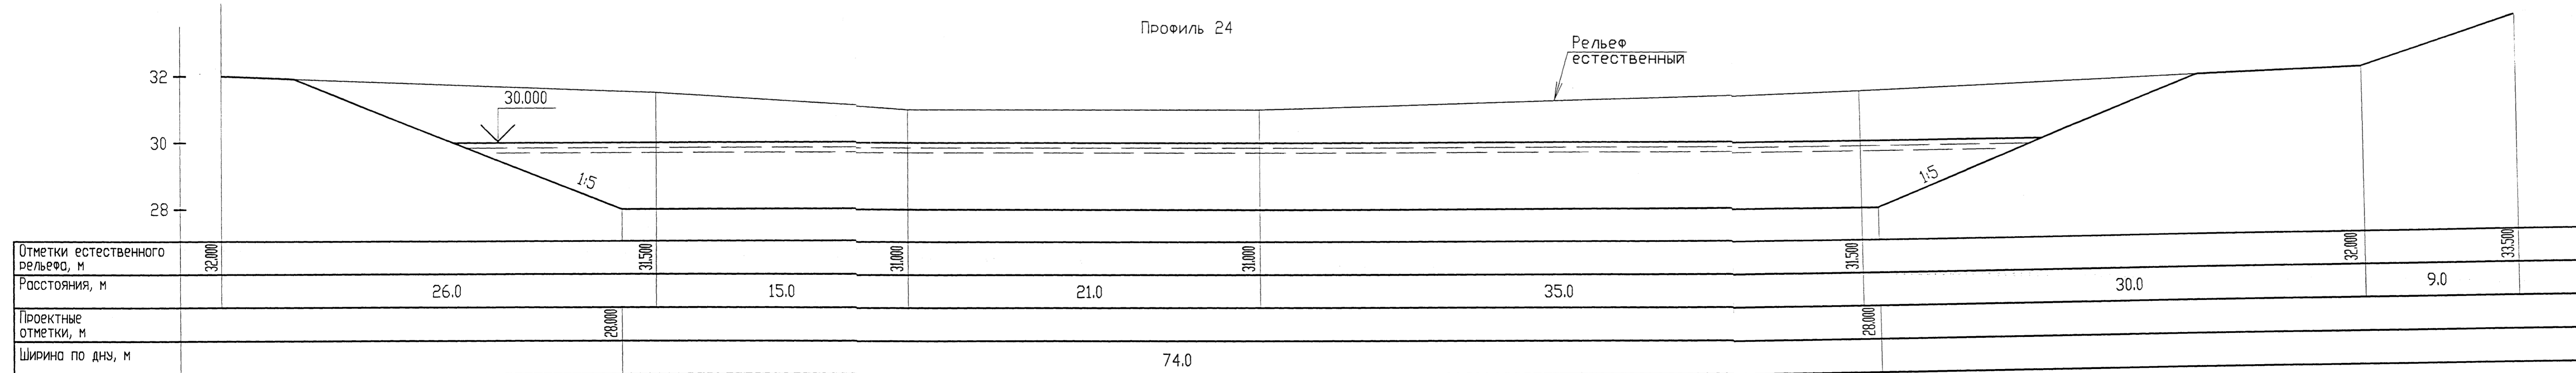 Профиль 24
Рельеф
естественный
32
30.000
30
1:5
1:5
28
Отметки естественного
рельефа, м
32.000
31.500
31.000
31.000
31.500
32.000
33.500
Расстояния, м
26.0
15.0
21.0
35.0
30.0
9.0
Проектные
отметки, м
28.000
28.000
Ширина по дну, м
74.0